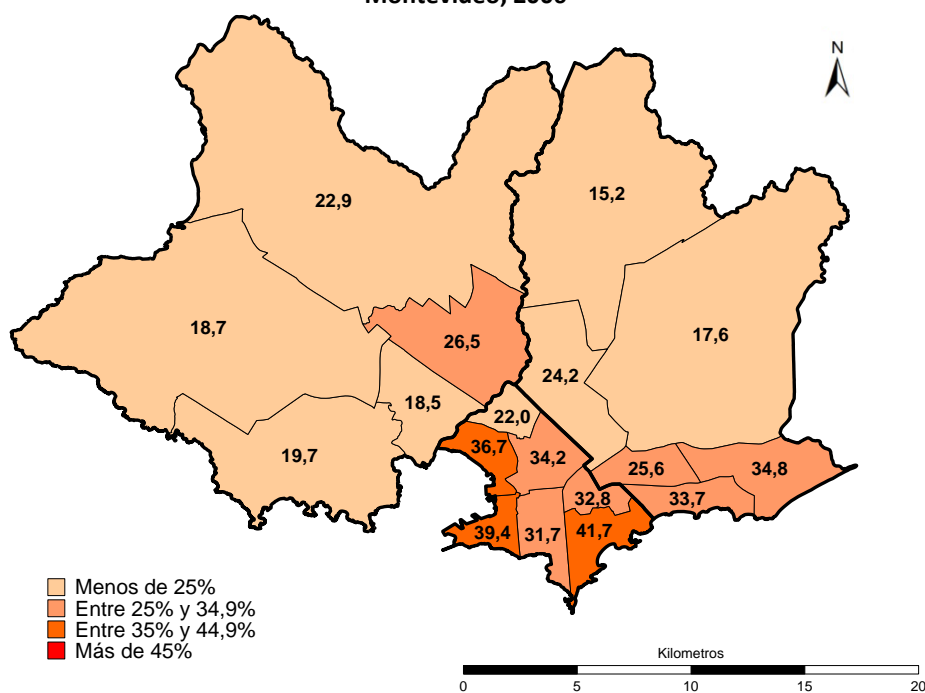 Montevideo, 2006
N
22,9
15,2
18,7
26,5
17,6
24,2
18,5
22,0
19,7
36,7
34,2
25,6
34,8
32,8
33,7
39,4
31,7
41,7
Menos de 25%
Entre 25% y 34,9%
Entre 35% y 44,9%
Más de 45%
Kilometros
0 5 10 15 20